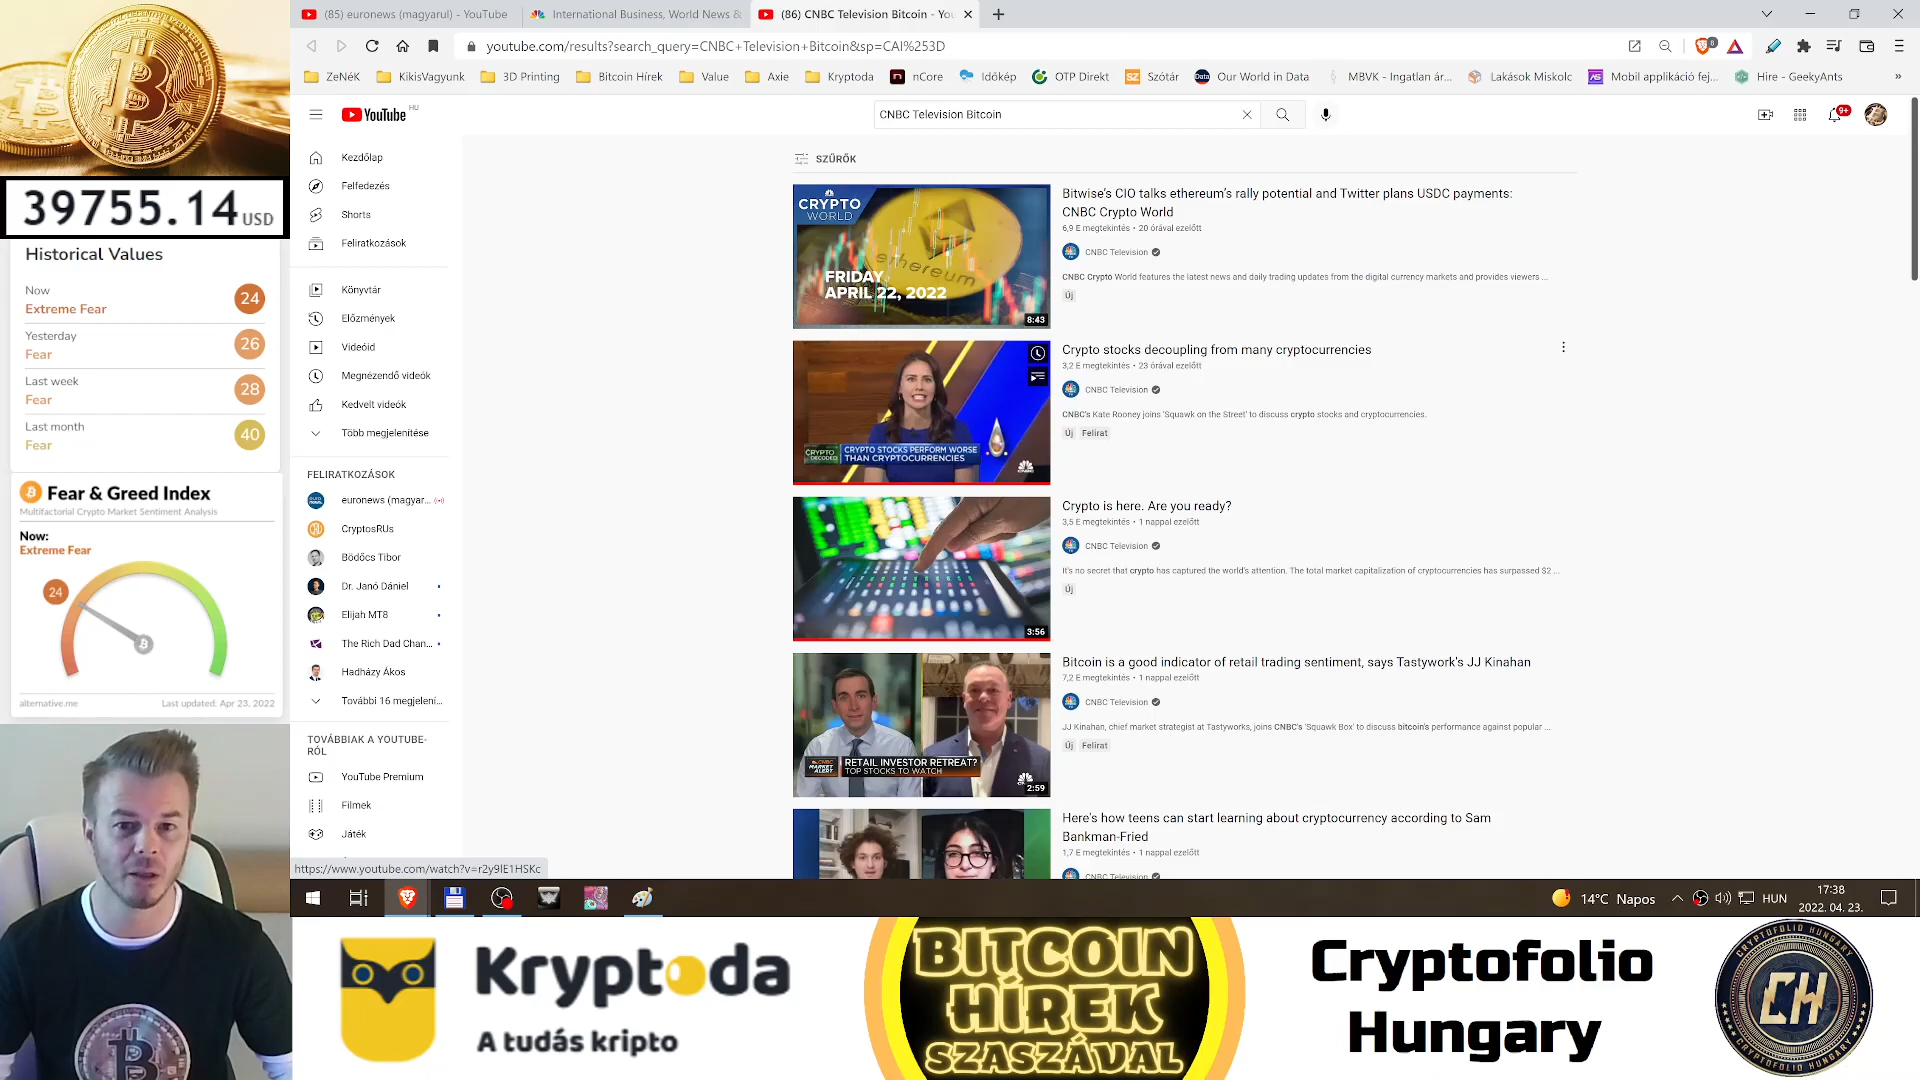 (85) euronews (magyarul) - YouTube
International Business, World News &
(86) CNBC Television Bitcoin - You
youtube.com/results?search_query=CNBC+Television+Bitcoin&sp=CAI%253D
8
ZeNéK
KikisVagyunk
3D Printing
Bitcoin Hírek
Value
Axie
Kryptoda
nCore
Időkép
OTP Direkt
Szótár
Our World in Data
MBVK - Ingatlan ár...
Lakások Miskolc
Mobil applikáció fej...
Hire - GeekyAnts
39755.14 USD
Historical Values
Now
Extreme Fear
24
Yesterday
Fear
26
Last week
Fear
28
Last month
Fear
40
Fear & Greed Index
Multifactorial Crypto Market Sentiment Analysis
Now:
Extreme Fear
24
alternative.me
Last updated: Apr 23, 2022
YouTube HU
CNBC Television Bitcoin
9+
Kezdőlap
Felfedezés
Shorts
Feliratkozások
Könyvtár
Előzmények
Videóid
Megnézendő videók
Kedvelt videók
Több megjelenítése
FELIRATKOZÁSOK
euronews (magyar...
CryptosRUs
Bödőcs Tibor
Dr. Janó Dániel
Elijah MT8
The Rich Dad Chan...
Hadházy Ákos
További 16 megjelení...
TOVÁBBIAK A YOUTUBE-
RÓL
YouTube Premium
Filmek
Játék
https://www.youtube.com/watch?v=r2y9lE1HSKc
SZŰRŐK
CRYPTO
WORLD
ethereum
FRIDAY
APRIL 22, 2022
8:43
Bitwise's CIO talks ethereum's rally potential and Twitter plans USDC payments:
CNBC Crypto World
6,9 E megtekintés • 20 órával ezelőtt
CNBC Television
CNBC Crypto World features the latest news and daily trading updates from the digital currency markets and provides viewers ...
Új
CRYPTO
DECODED
CRYPTO STOCKS PERFORM WORSE
THAN CRYPTOCURRENCIES
Crypto stocks decoupling from many cryptocurrencies
3,2 E megtekintés • 23 órával ezelőtt
CNBC Television
CNBC's Kate Rooney joins 'Squawk on the Street' to discuss crypto stocks and cryptocurrencies.
Új
Felirat
3:56
Crypto is here. Are you ready?
3,5 E megtekintés • 1 nappal ezelőtt
CNBC Television
It's no secret that crypto has captured the world's attention. The total market capitalization of cryptocurrencies has surpassed $2 ...
Új
MARKET
ALERT
RETAIL INVESTOR RETREAT?
TOP STOCKS TO WATCH
2:59
Bitcoin is a good indicator of retail trading sentiment, says Tastywork's JJ Kinahan
7,2 E megtekintés • 1 nappal ezelőtt
CNBC Television
JJ Kinahan, chief market strategist at Tastyworks, joins CNBC's 'Squawk Box' to discuss bitcoin's performance against popular ...
Új
Felirat
Here's how teens can start learning about cryptocurrency according to Sam
Bankman-Fried
1,7 E megtekintés • 1 nappal ezelőtt
CNBC Television
14°C Napos
HUN
17:38
2022. 04. 23.
Kryptoda
A tudás kripto
BITCOIN
HÍREK
SZASZÁVAL
Cryptofolio
Hungary
CRYPTOFOLIO HUNGARY
CH
CRYPTOFOLIO HUNGARY